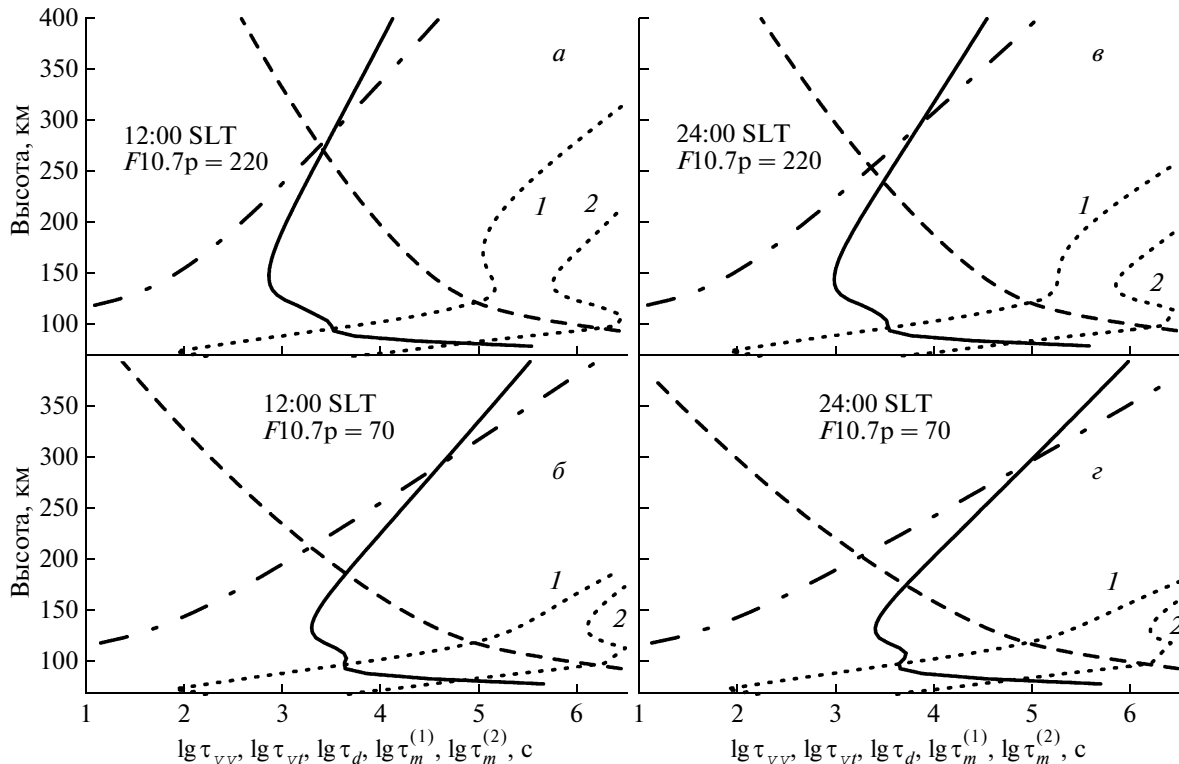 400
350
300
250
200
150
100
Высота, км
12:00 SLT
F10.7p = 220
а
1
2
24:00 SLT
F10.7p = 220
в
1
2
350
300
250
200
150
100
Высота, км
12:00 SLT
F10.7p = 70
б
1
2
24:00 SLT
F10.7p = 70
г
1
2
1 2 3 4 5 6 1 2 3 4 5 6
lg τ_VV, lg τ_Vt, lg τ_d, lg τ_m^(1), lg τ_m^(2), с
lg τ_VV, lg τ_Vt, lg τ_d, lg τ_m^(1), lg τ_m^(2), с